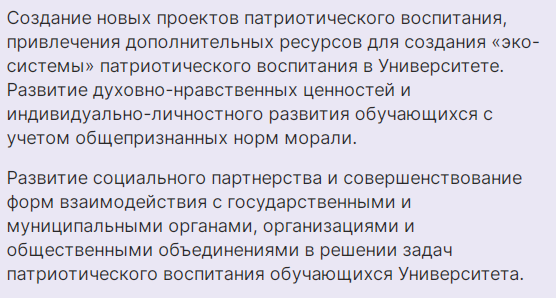 Создание новых проектов патриотического воспитания,
привлечения дополнительных ресурсов для создания «эко-
системы» патриотического воспитания в Университете.
Развитие духовно-нравственных ценностей и
индивидуально-личностного развития обучающихся с
учетом общепризнанных норм морали.
Развитие социального партнерства и совершенствование
форм взаимодействия с государственными и
муниципальными органами, организациями и
общественными объединениями в решении задач
патриотического воспитания обучающихся Университета.